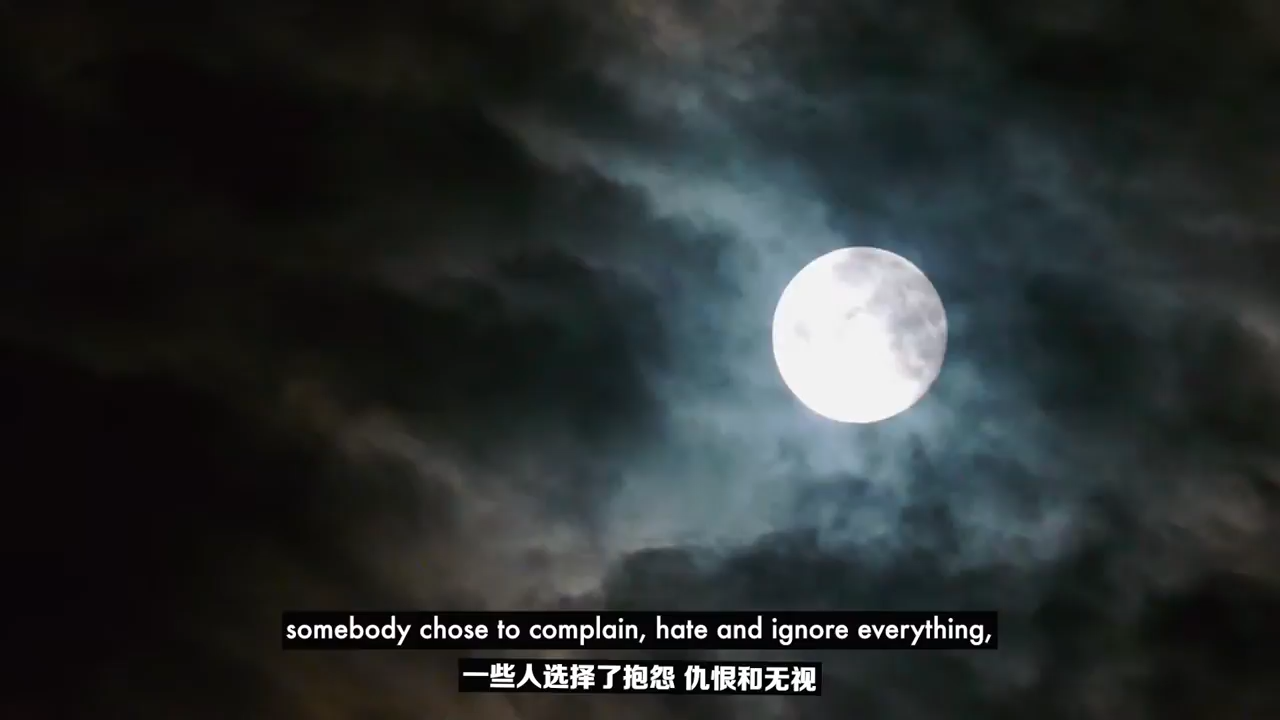 somebody chose to complain, hate and ignore everything,
一些人选择了抱怨 仇恨和无视